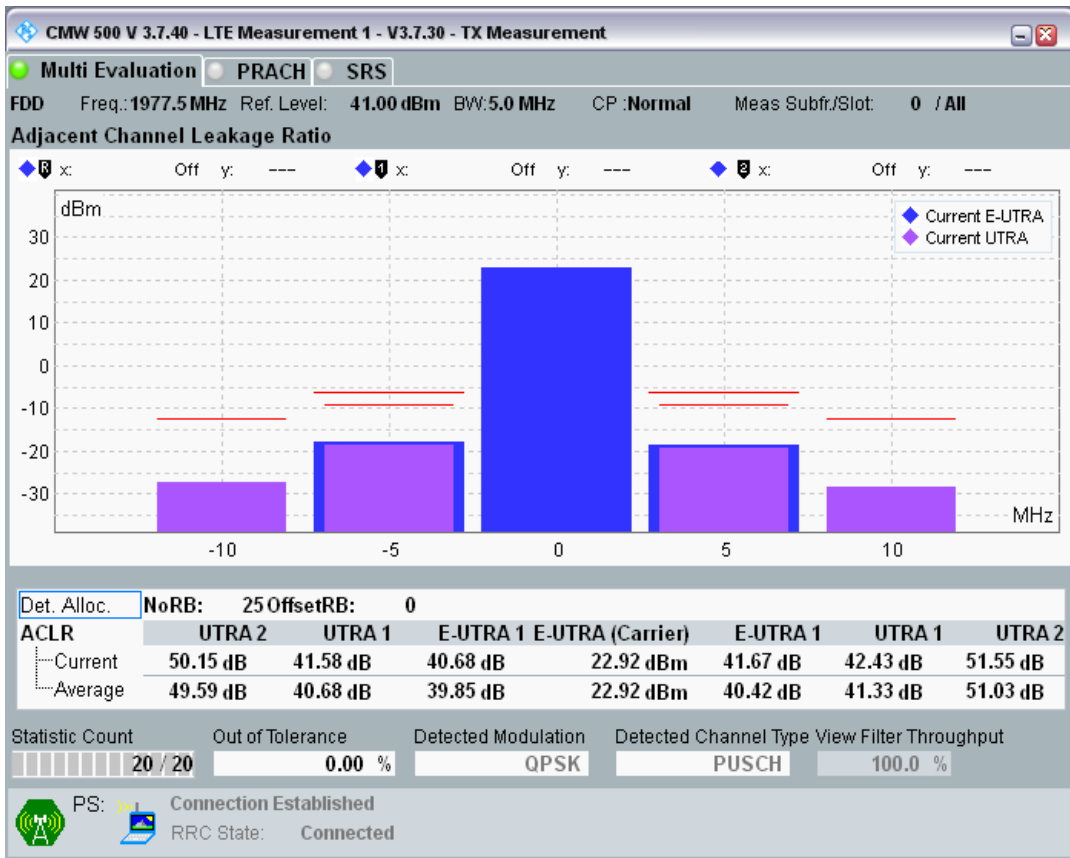 CMW 500 V 3.7.40 - LTE Measurement 1 - V3.7.30 - TX Measurement
Multi Evaluation PRACH SRS
FDD Freq.: 1977.5 MHz Ref. Level: 41.00 dBm BW: 5.0 MHz CP : Normal Meas Subfr./Slot: 0 / All
Adjacent Channel Leakage Ratio
R x: Off y: --- 1 x: Off y: --- 2 x: Off y: ---
dBm
Current E-UTRA
Current UTRA
30
20
10
0
-10
-20
-30
MHz
-10 -5 0 5 10
Det. Alloc. NoRB: 25 OffsetRB: 0
ACLR UTRA 2 UTRA 1 E-UTRA 1 E-UTRA (Carrier) E-UTRA 1 UTRA 1 UTRA 2
Current 50.15 dB 41.58 dB 40.68 dB 22.92 dBm 41.67 dB 42.43 dB 51.55 dB
Average 49.59 dB 40.68 dB 39.85 dB 22.92 dBm 40.42 dB 41.33 dB 51.03 dB
Statistic Count Out of Tolerance Detected Modulation Detected Channel Type View Filter Throughput
20 / 20 0.00 % QPSK PUSCH 100.0 %
PS: Connection Established
RRC State: Connected